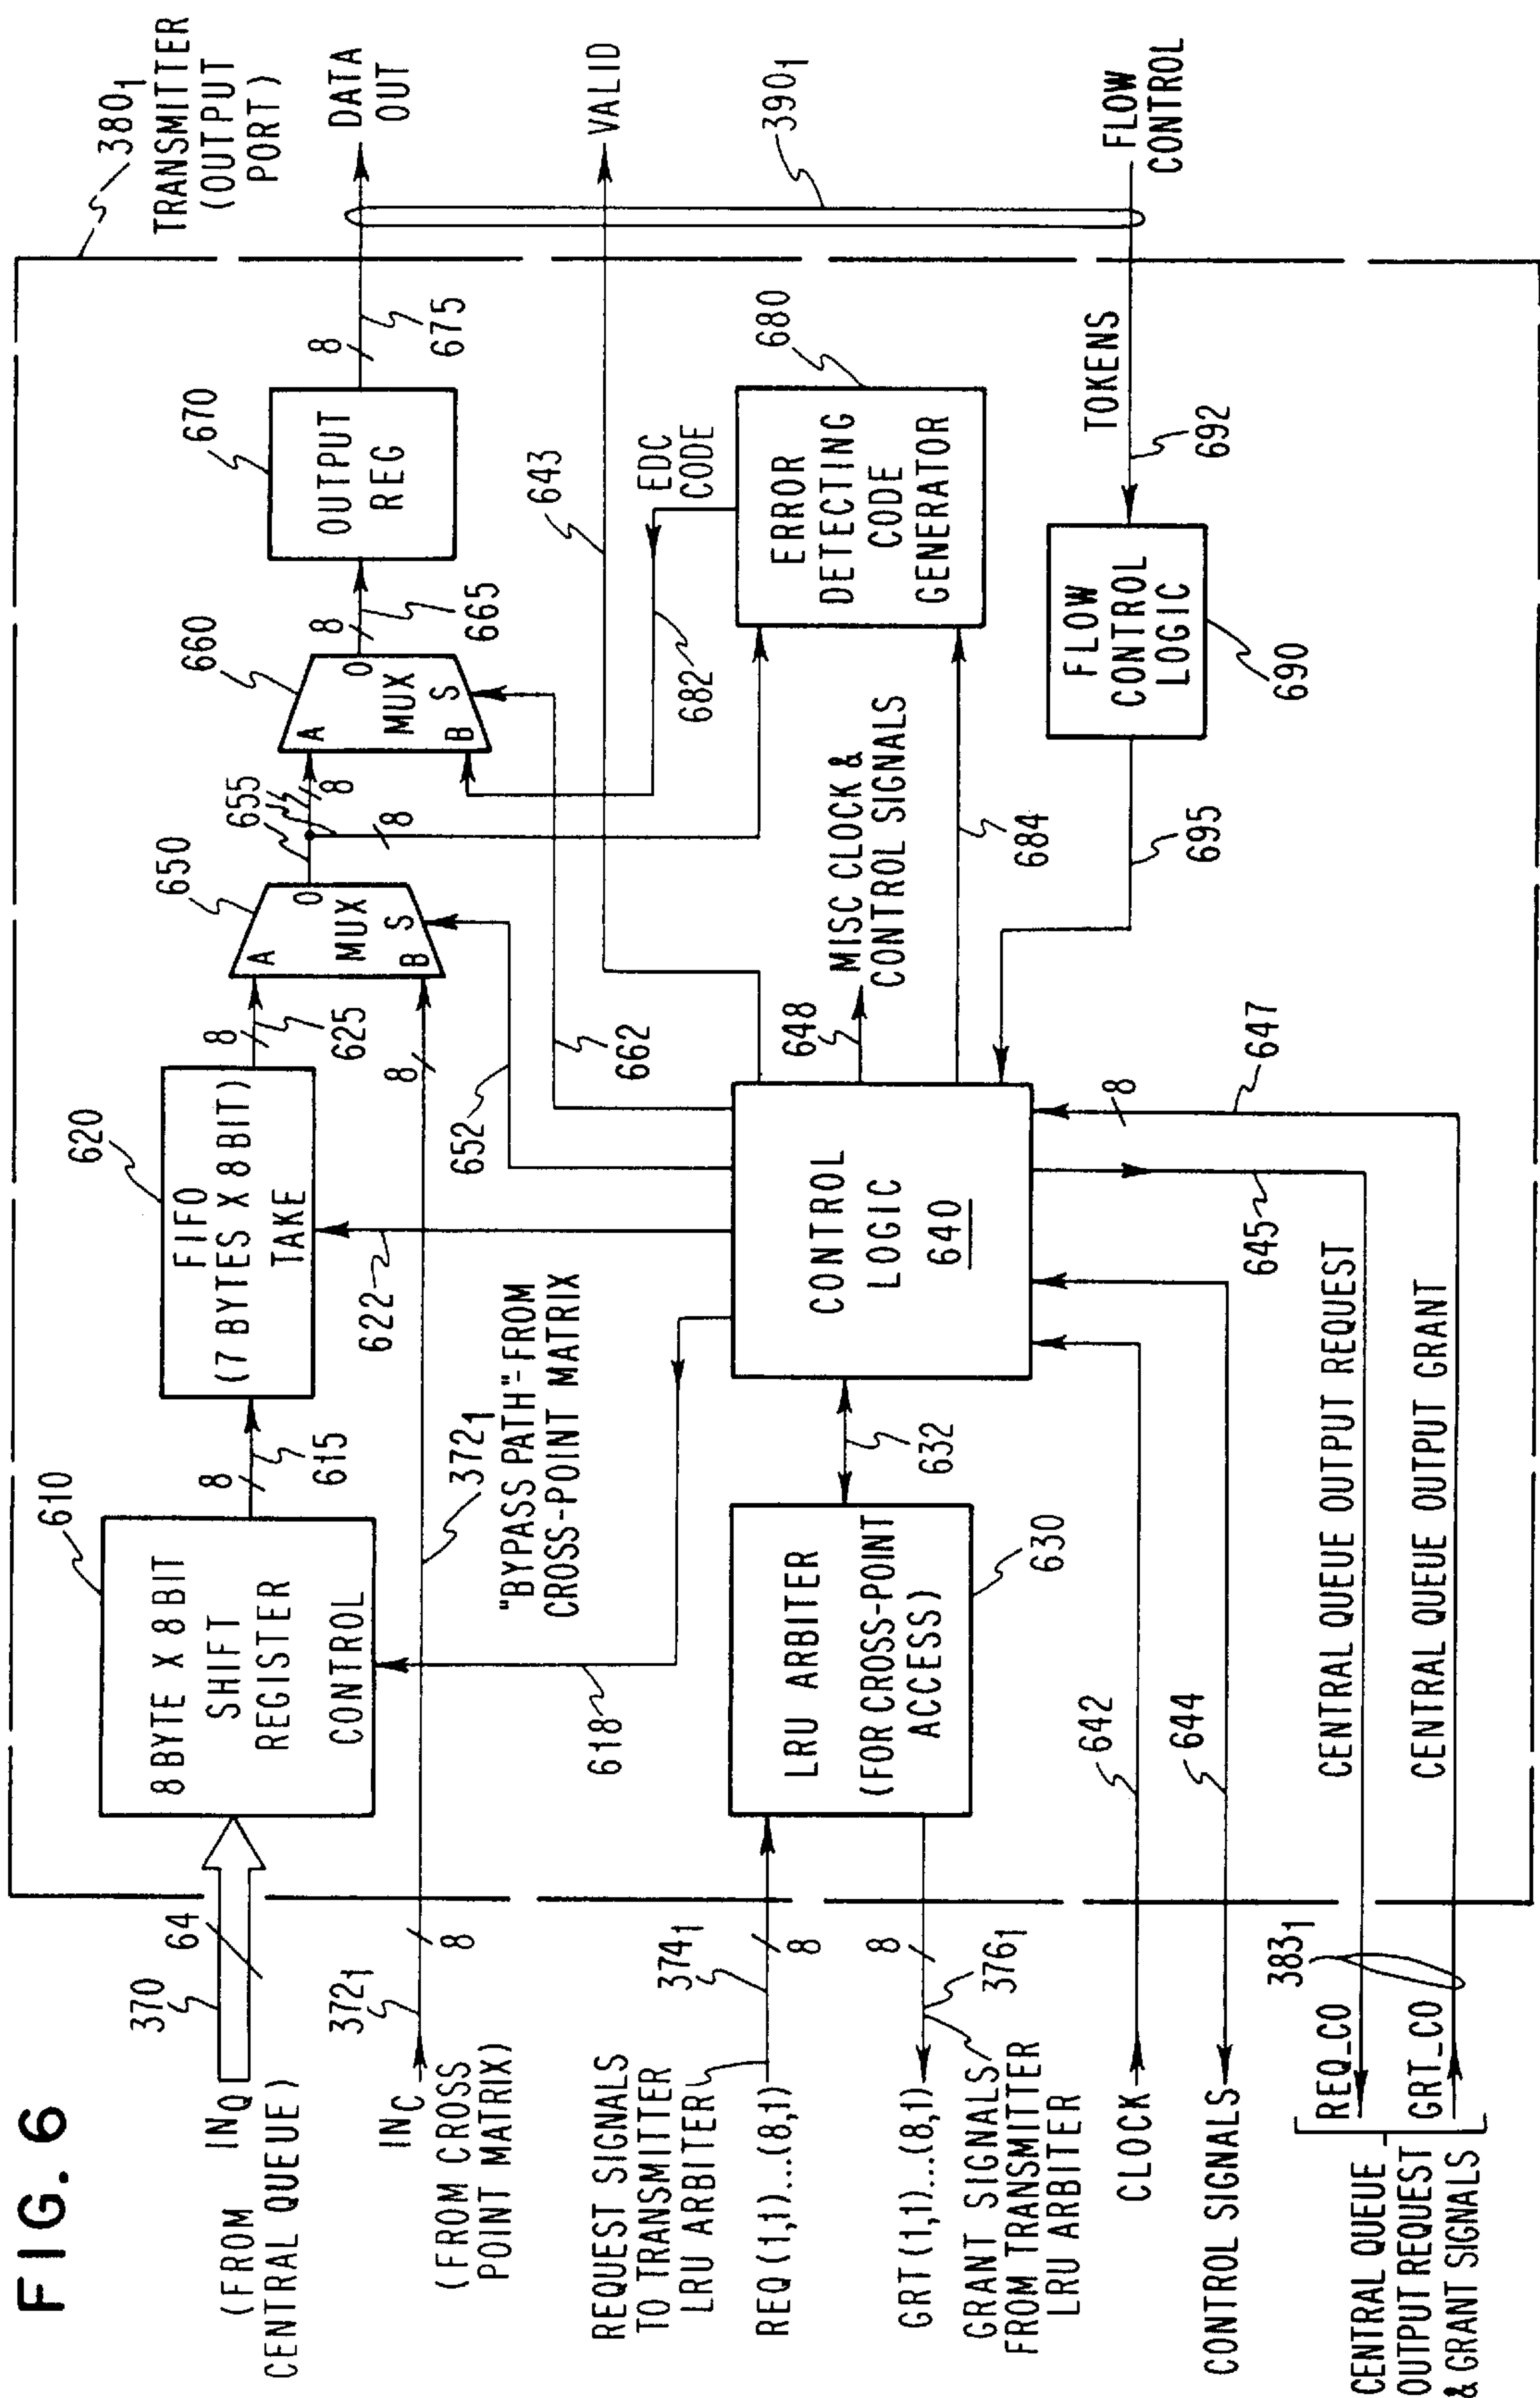 FIG. 6
380₁
TRANSMITTER
(OUTPUT
PORT)
DATA
OUT
VALID
390₁
FLOW
CONTROL
370
64
IN_Q
(FROM
CENTRAL QUEUE)
610
8 BYTE X 8 BIT
SHIFT
REGISTER
CONTROL
8
615
620
FIFO
(7 BYTES X 8 BIT)
TAKE
8
625
650
A
B
MUX
S
0
655
8
8
660
A
B
MUX
S
0
8
665
670
OUTPUT
REG
8
675
372₁
IN_C
(FROM CROSS
POINT MATRIX)
8
372₁
"BYPASS PATH"-FROM
CROSS-POINT MATRIX
8
618
622
652
662
643
682
EDC
CODE
680
ERROR
DETECTING
CODE
GENERATOR
REQUEST SIGNALS
TO TRANSMITTER
LRU ARBITER
REQ (1,1)...(8,1)
374₁
8
GRT (1,1)...(8,1)
GRANT SIGNALS
FROM TRANSMITTER
LRU ARBITER
376₁
8
LRU ARBITER
(FOR CROSS-POINT
ACCESS)
630
632
CONTROL
LOGIC
640
648
MISC CLOCK &
CONTROL SIGNALS
684
695
FLOW
CONTROL
LOGIC
690
TOKENS
692
CLOCK
642
CONTROL SIGNALS
644
645
8
647
CENTRAL QUEUE OUTPUT REQUEST
CENTRAL QUEUE OUTPUT GRANT
REQ_CO
GRT_CO
383₁
CENTRAL QUEUE
OUTPUT REQUEST
& GRANT SIGNALS